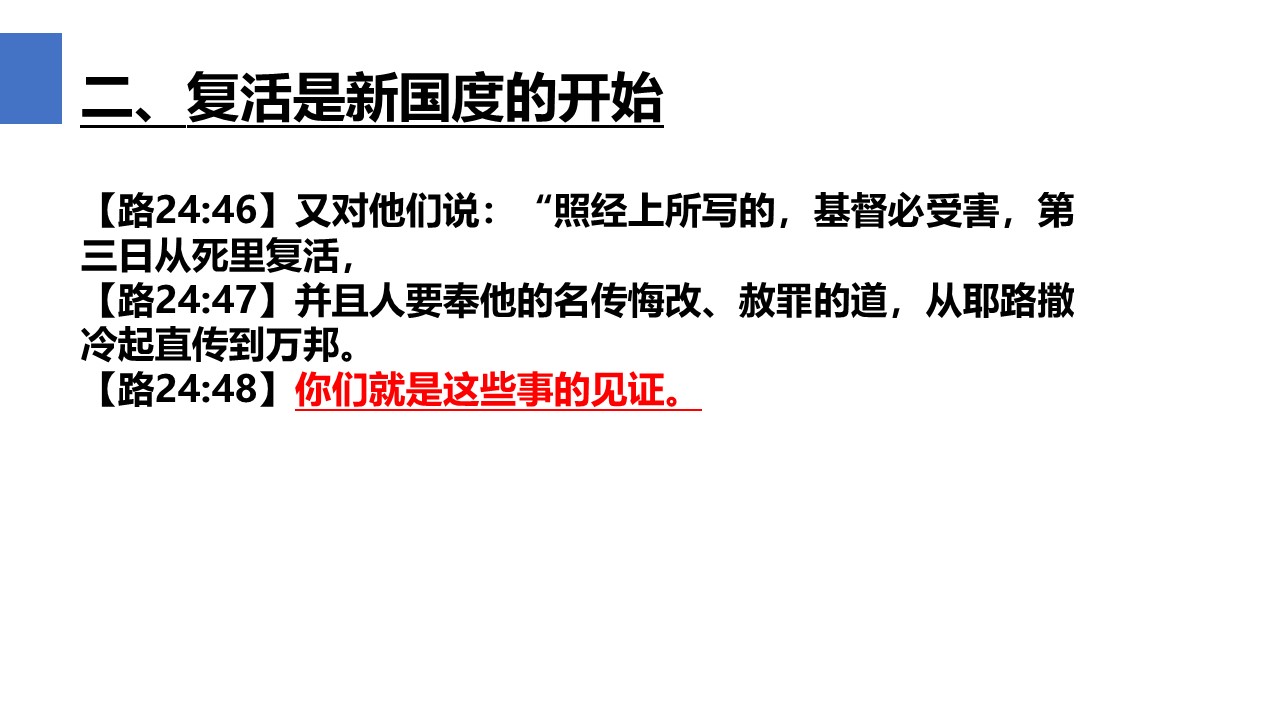 二、复活是新国度的开始
【路24:46】又对他们说：“照经上所写的，基督必受害，第
三日从死里复活，
【路24:47】并且人要奉他的名传悔改、赦罪的道，从耶路撒
冷起直传到万邦。
【路24:48】你们就是这些事的见证。